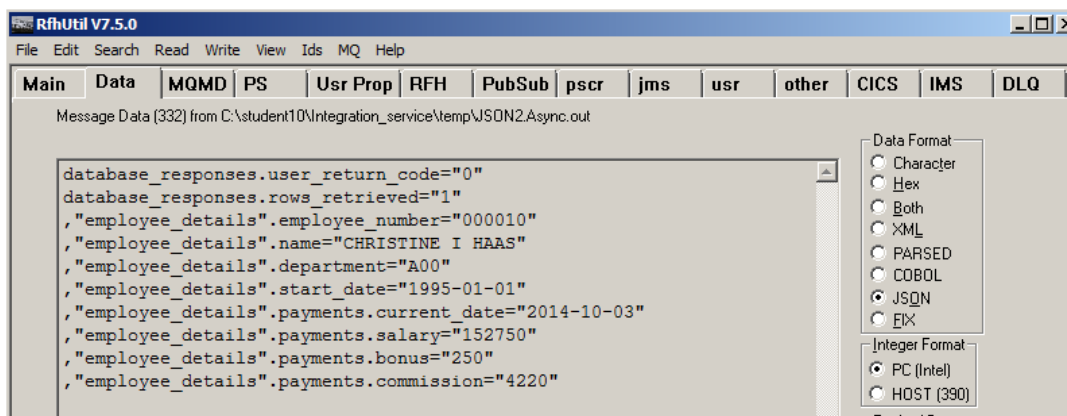 RfhUtil V7.5.0
File Edit Search Read Write View Ids MQ Help
Main Data MQMD PS Usr Prop RFH PubSub pscr jms usr other CICS IMS DLQ
Message Data (332) from C:\student10\Integration_service\temp\JSON2.Async.out
database_responses.user_return_code="0"
database_responses.rows_retrieved="1"
,"employee_details".employee_number="000010"
,"employee_details".name="CHRISTINE I HAAS"
,"employee_details".department="A00"
,"employee_details".start_date="1995-01-01"
,"employee_details".payments.current_date="2014-10-03"
,"employee_details".payments.salary="152750"
,"employee_details".payments.bonus="250"
,"employee_details".payments.commission="4220"
Data Format
Character
Hex
Both
XML
PARSED
COBOL
JSON
FIX
Integer Format
PC (Intel)
HOST (390)